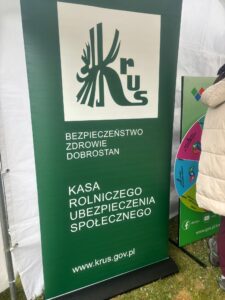 Krus
BEZPIECZEŃSTWO
ZDROWIE
DOBROSTAN
KASA
ROLNICZEGO
UBEZPIECZENIA
SPOŁECZNEGO
www.krus.gov.pl